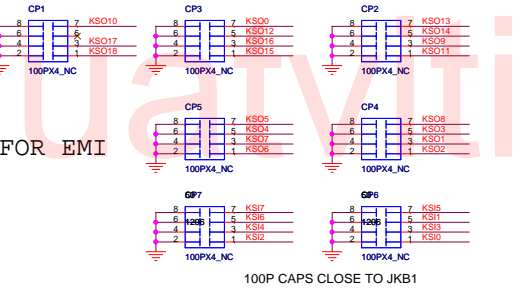 CP1 CP3 CP2
8 7 KSO10 8 7 KSO0 8 7 KSO13
6 5 6 5 KSO12 6 5 KSO14
4 3 KSO17 4 3 KSO16 4 3 KSO9
2 1 KSO18 2 1 KSO15 2 1 KSO11
100PX4_NC 100PX4_NC 100PX4_NC
CP5 CP4
8 7 KSO5 8 7 KSO8
6 5 KSO4 6 5 KSO3
4 3 KSO7 4 3 KSO1
2 1 KSO6 2 1 KSO2
FOR EMI
100PX4_NC 100PX4_NC
CP7 CP6
8 7 KSI7 8 7 KSI5
6 1206 5 KSI6 6 1206 5 KSI1
4 3 KSI4 4 3 KSI3
2 1 KSI2 2 1 KSI0
100PX4_NC 100PX4_NC
100P CAPS CLOSE TO JKB1